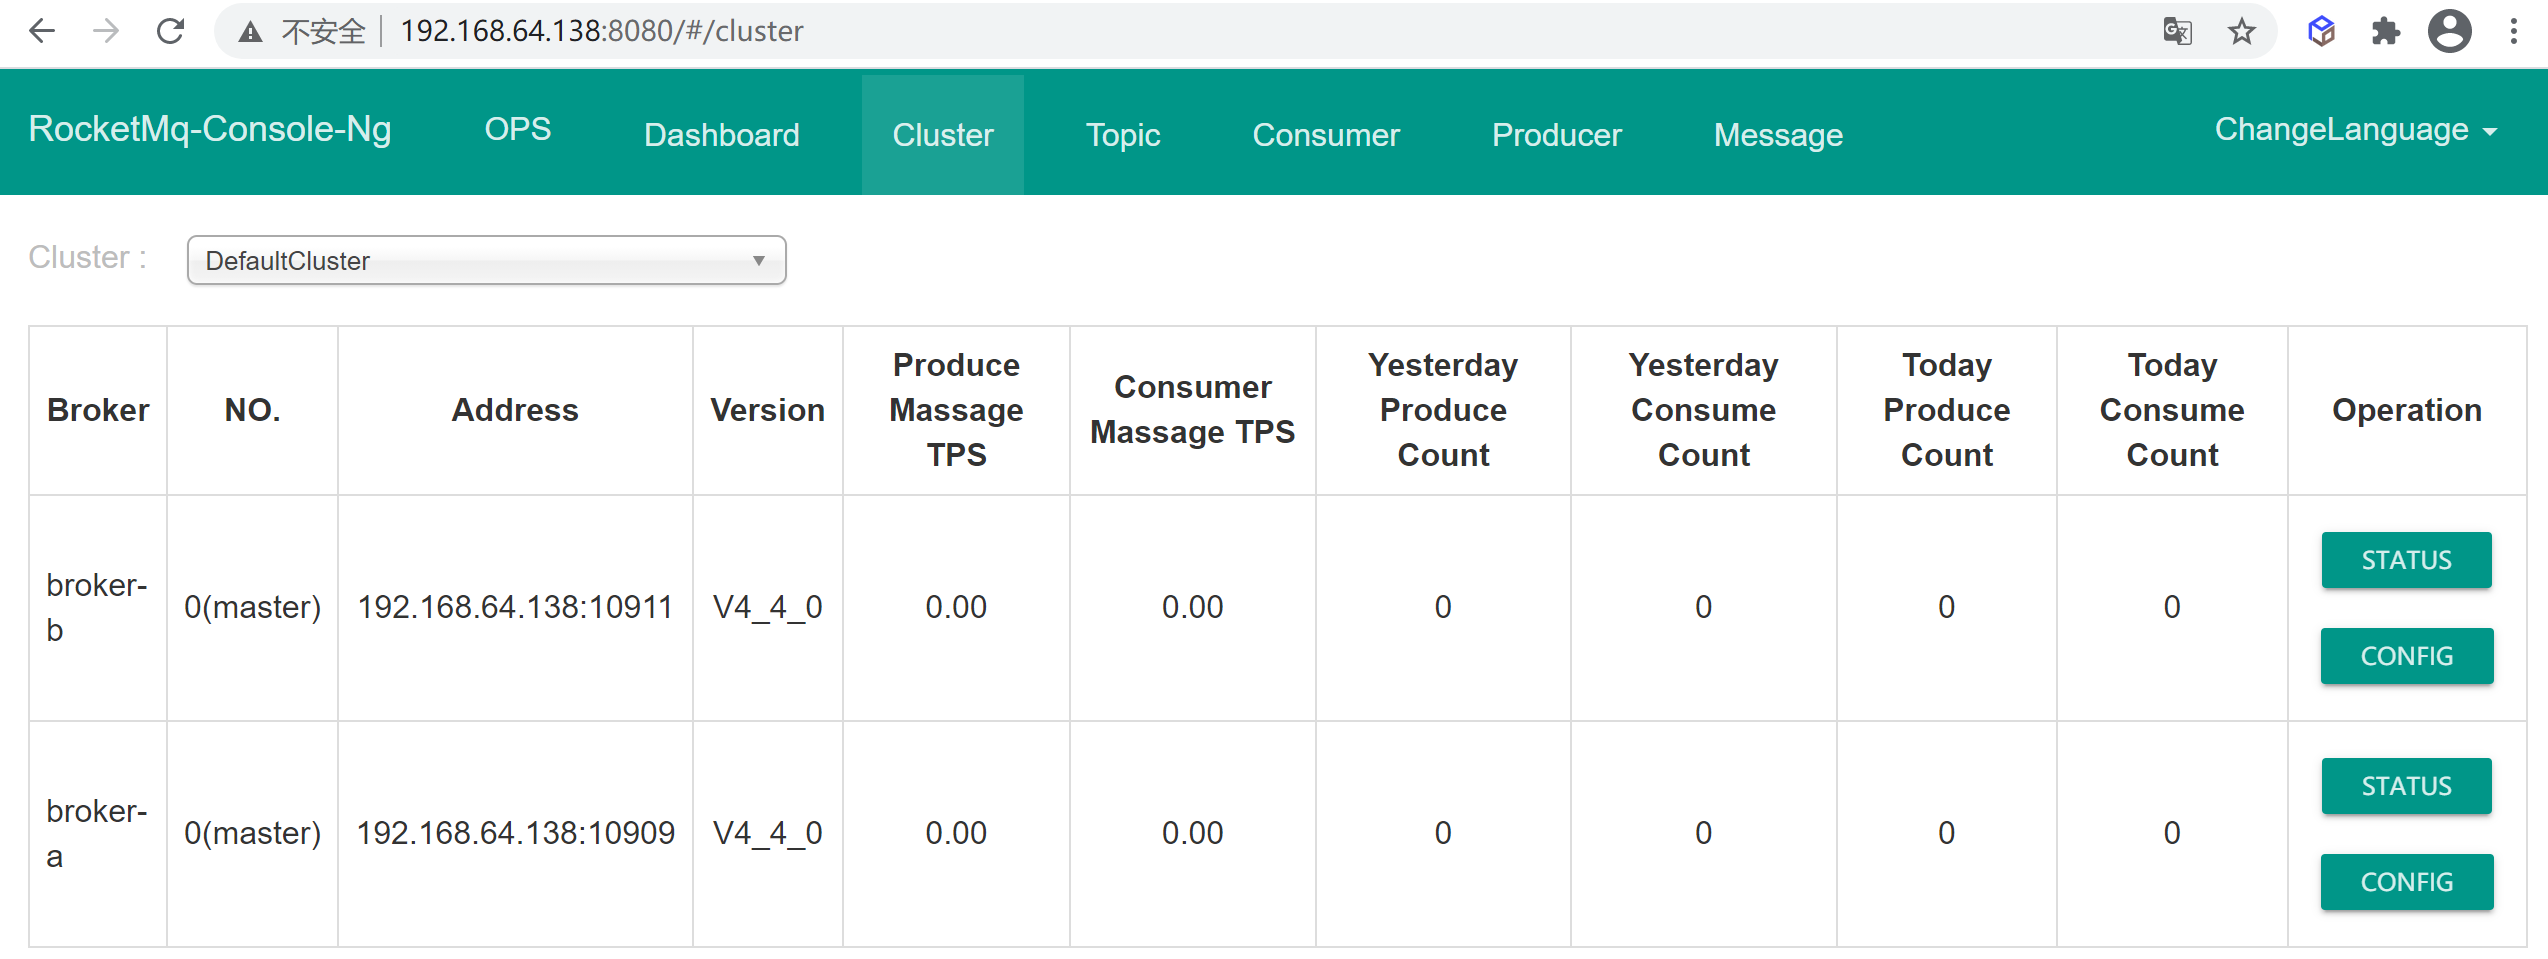 不安全 192.168.64.138:8080/#/cluster
RocketMq-Console-Ng OPS Dashboard Cluster Topic Consumer Producer Message ChangeLanguage
Cluster : DefaultCluster
Broker NO. Address Version Produce Massage TPS Consumer Massage TPS Yesterday Produce Count Yesterday Consume Count Today Produce Count Today Consume Count Operation
broker-b 0(master) 192.168.64.138:10911 V4_4_0 0.00 0.00 0 0 0 0 STATUS
CONFIG
broker-a 0(master) 192.168.64.138:10909 V4_4_0 0.00 0.00 0 0 0 0 STATUS
CONFIG